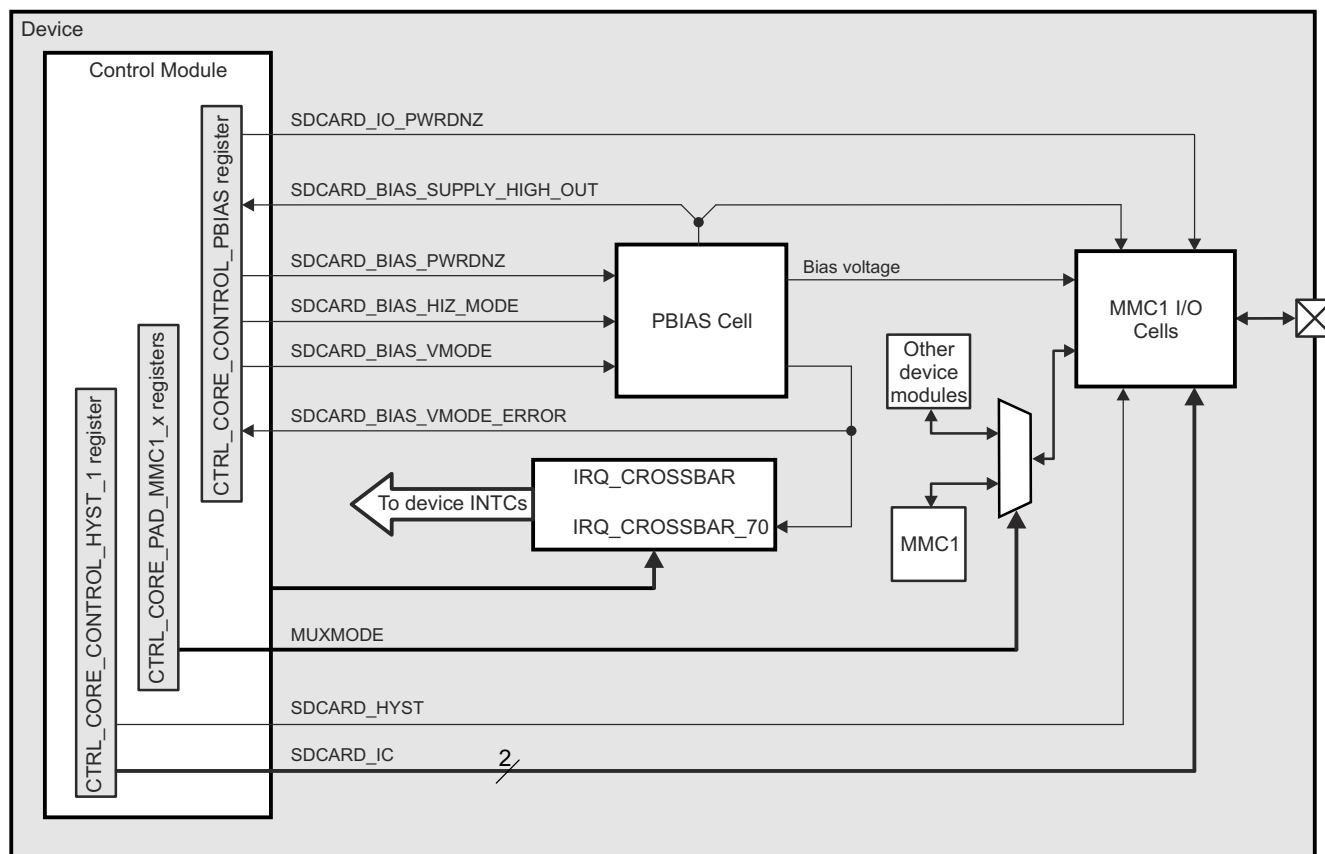 Device
Control Module
CTRL_CORE_CONTROL_PBIAS register
CTRL_CORE_PAD_MMC1_x registers
CTRL_CORE_CONTROL_HYST_1 register
SDCARD_IO_PWRDNZ
SDCARD_BIAS_SUPPLY_HIGH_OUT
SDCARD_BIAS_PWRDNZ
SDCARD_BIAS_HIZ_MODE
SDCARD_BIAS_VMODE
SDCARD_BIAS_VMODE_ERROR
PBIAS Cell
Bias voltage
MMC1 I/O
Cells
Other
device
modules
MMC1
IRQ_CROSSBAR
IRQ_CROSSBAR_70
To device INTCs
MUXMODE
SDCARD_HYST
SDCARD_IC
2